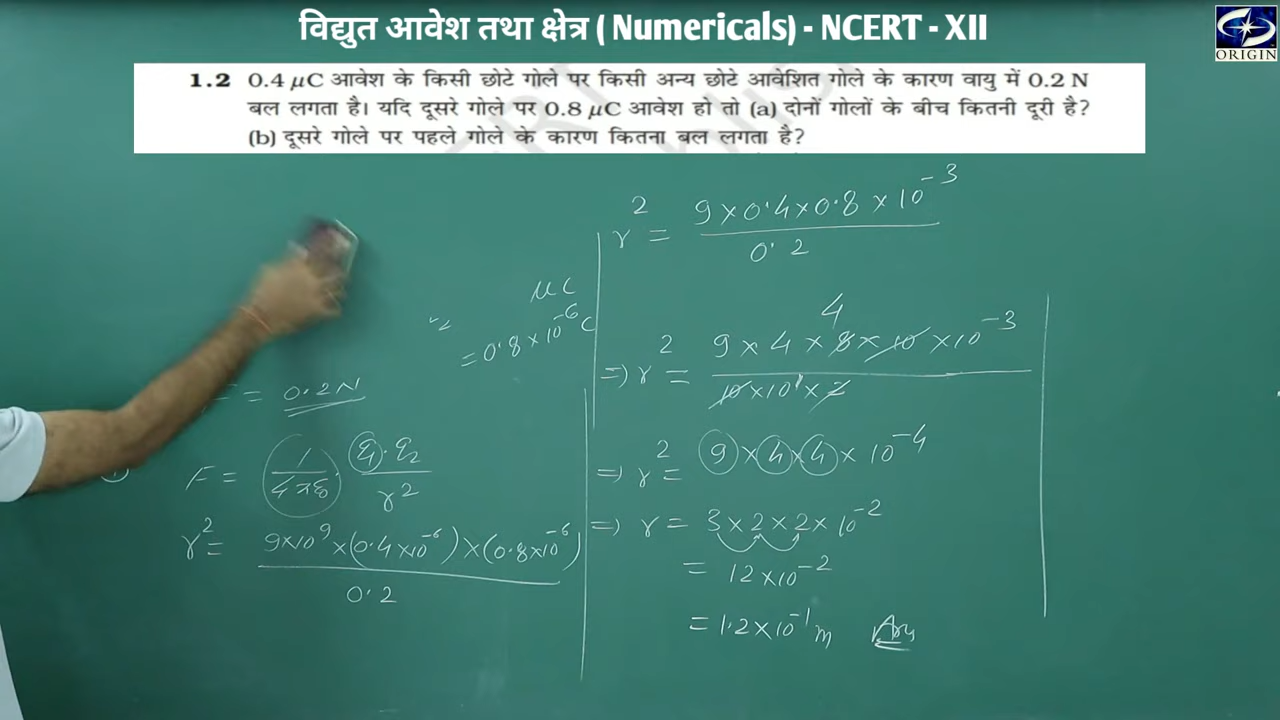 विद्युत आवेश तथा क्षेत्र ( Numericals) - NCERT - XII
ORIGIN
1.2 0.4 μC आवेश के किसी छोटे गोले पर किसी अन्य छोटे आवेशित गोले के कारण वायु में 0.2 N
बल लगता है। यदि दूसरे गोले पर 0.8 μC आवेश हो तो (a) दोनों गोलों के बीच कितनी दूरी है?
(b) दूसरे गोले पर पहले गोले के कारण कितना बल लगता है?
μC
= 0.8 × 10⁻⁶ C
= 0.2N
F = (1/4πε₀) q₁·q₂/r²
r² = 9×10⁹ × (0.4×10⁻⁶) × (0.8×10⁻⁶)
0.2
r² = 9×0.4×0.8×10⁻³
0.2
4
⇒ r² = 9 × 4 × 8 × 10 × 10⁻³
10 × 10¹ × 2
⇒ r² = 9 × 4 × 4 × 10⁻⁴
⇒ r = 3 × 2 × 2 × 10⁻²
= 12 × 10⁻²
= 1.2 × 10⁻¹ m Ans